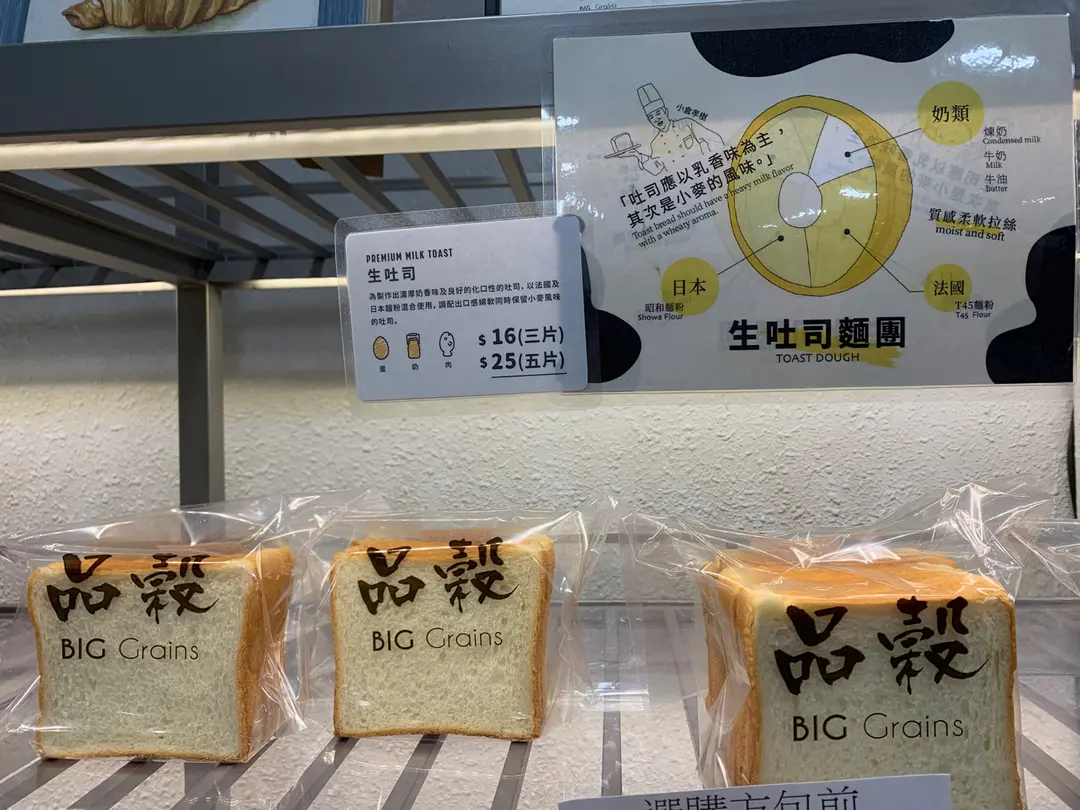 BIG Grains
小倉孝樹
「吐司應以乳香味為主，
其次是小麥的風味。」
Toast bread should have a heavy milk flavor
with a wheaty aroma.
奶類
煉奶
Condensed milk
牛奶
Milk
牛油
Butter
質感柔軟拉絲
moist and soft
日本
昭和麵粉
Showa Flour
法國
T45麵粉
T45 Flour
生吐司麵團
TOAST DOUGH
PREMIUM MILK TOAST
生吐司
為製作出濃厚奶香味及良好的化口性的吐司，以法國及
日本麵粉混合使用，調配出口感綿軟同時保留小麥風味
的吐司。
蛋
奶
肉
$ 16(三片)
$ 25(五片)
品穀
BIG Grains
品穀
BIG Grains
品穀
BIG Grains
選購方包前